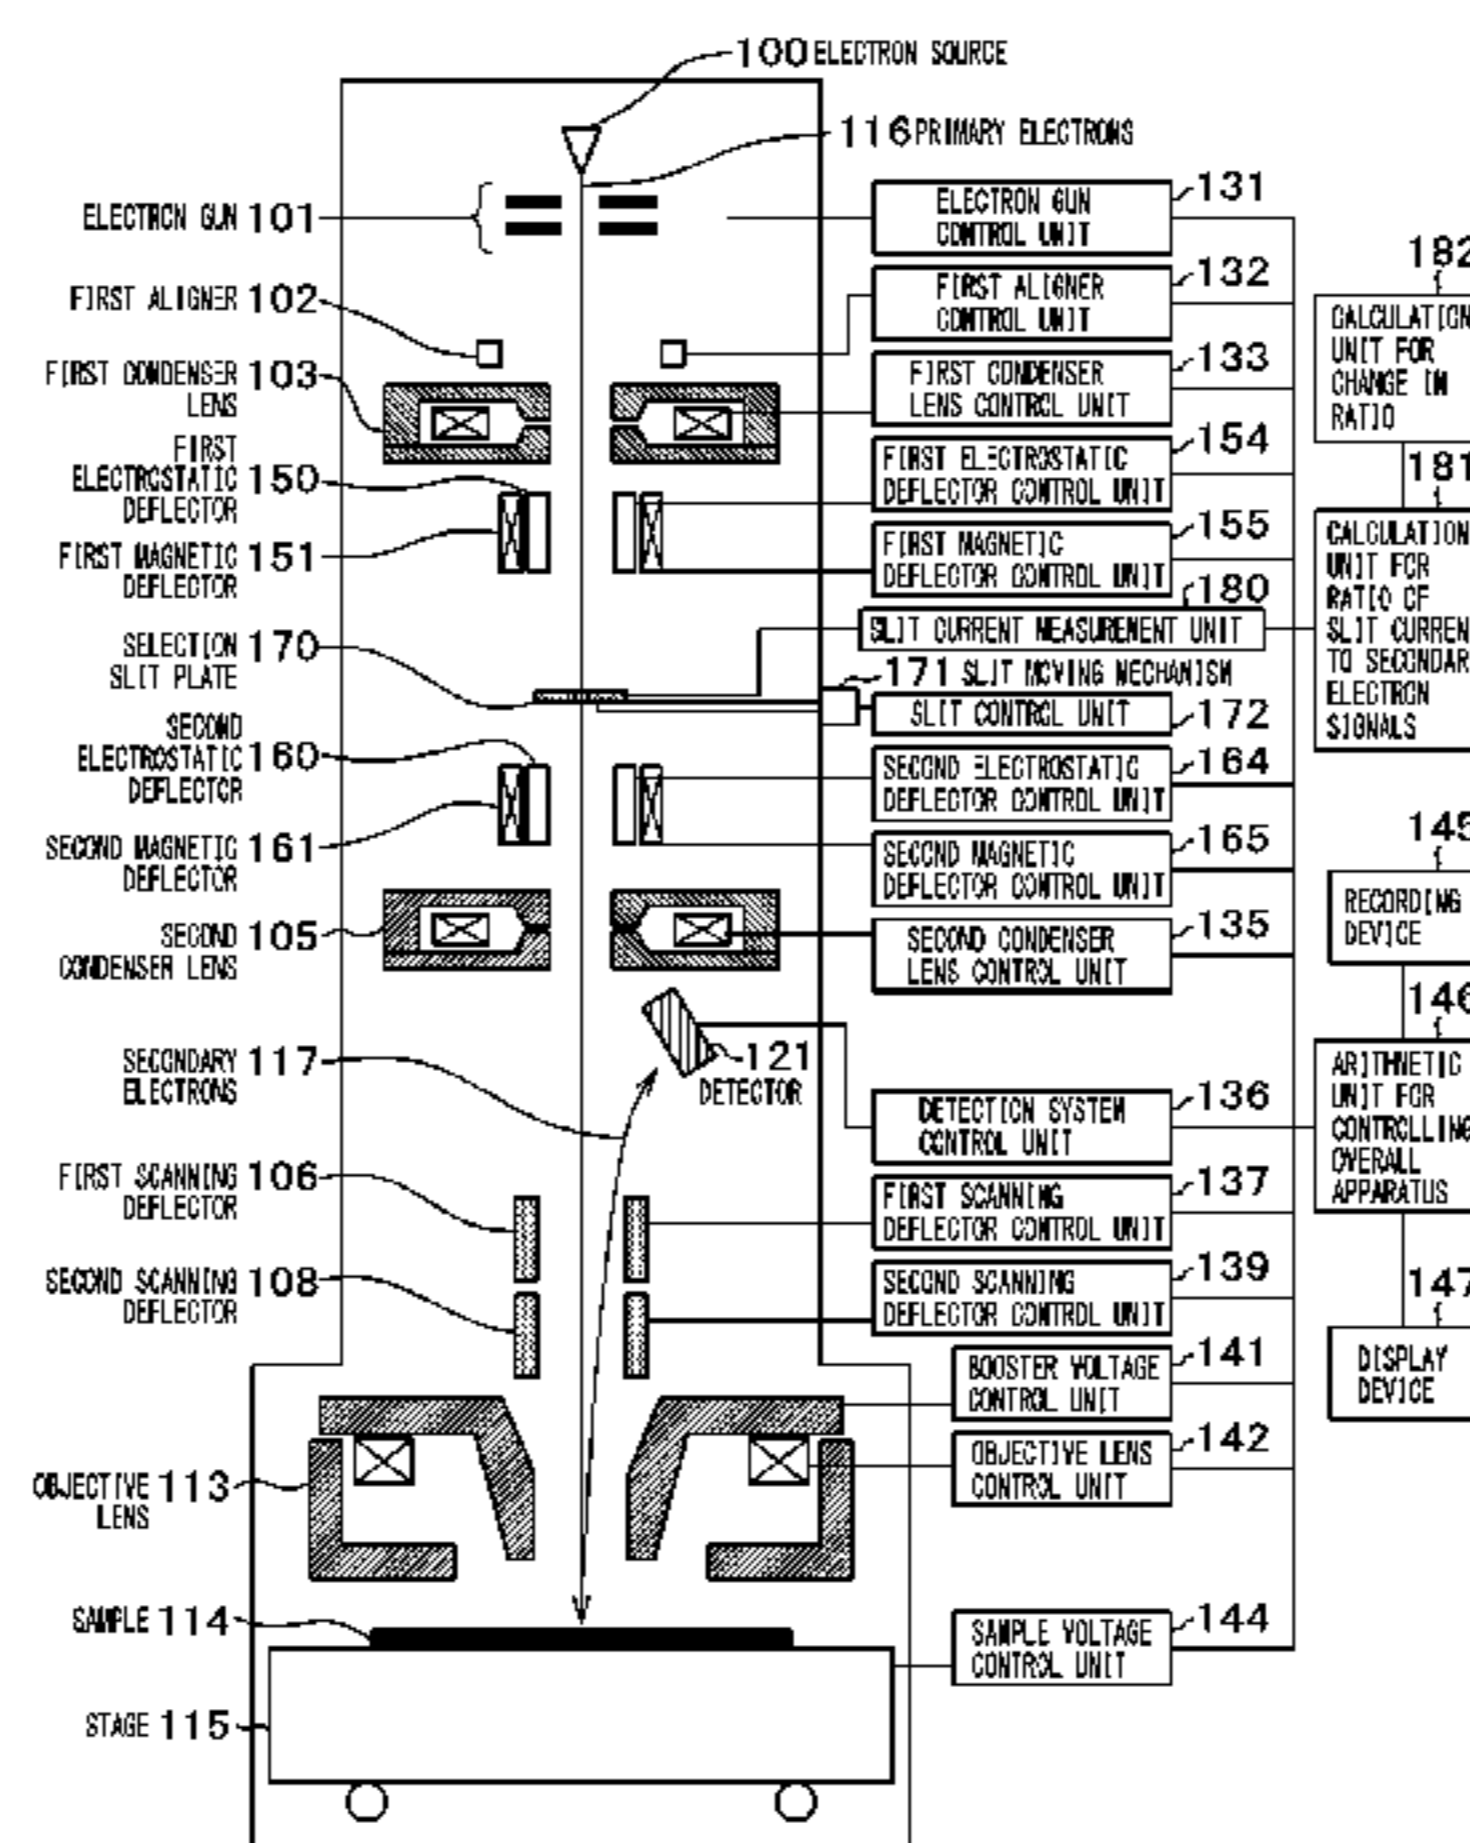 100 ELECTRON SOURCE
116 PRIMARY ELECTRONS
ELECTRON GUN 101
FIRST ALIGNER 102
FIRST CONDENSER 103
LENS
FIRST
ELECTROSTATIC 150
DEFLECTOR
FIRST MAGNETIC 151
DEFLECTOR
SELECTION 170
SLIT PLATE
SECOND
ELECTROSTATIC 160
DEFLECTOR
SECOND MAGNETIC 161
DEFLECTOR
SECOND 105
CONDENSER LENS
SECONDARY 117
ELECTRONS
121
DETECTOR
FIRST SCANNING 106
DEFLECTOR
SECOND SCANNING 108
DEFLECTOR
OBJECTIVE 113
LENS
SAMPLE 114
STAGE 115
131
ELECTRON GUN
CONTROL UNIT
132
FIRST ALIGNER
CONTROL UNIT
133
FIRST CONDENSER
LENS CONTROL UNIT
154
FIRST ELECTROSTATIC
DEFLECTOR CONTROL UNIT
155
FIRST MAGNETIC
DEFLECTOR CONTROL UNIT
180
SLIT CURRENT MEASUREMENT UNIT
171 SLIT MOVING MECHANISM
SLIT CONTROL UNIT
172
SECOND ELECTROSTATIC
DEFLECTOR CONTROL UNIT
164
SECOND MAGNETIC
DEFLECTOR CONTROL UNIT
165
SECOND CONDENSER
LENS CONTROL UNIT
135
DETECTION SYSTEM
CONTROL UNIT
136
FIRST SCANNING
DEFLECTOR CONTROL UNIT
137
SECOND SCANNING
DEFLECTOR CONTROL UNIT
139
BOOSTER VOLTAGE
CONTROL UNIT
141
OBJECTIVE LENS
CONTROL UNIT
142
SAMPLE VOLTAGE
CONTROL UNIT
144
182
CALCULATION
UNIT FOR
CHANGE IN
RATIO
181
CALCULATION
UNIT FOR
RATIO OF
SLIT CURREN
TO SECONDAR
ELECTRON
SIGNALS
145
RECORDING
DEVICE
146
ARITHMETIC
UNIT FOR
CONTROLLING
OVERALL
APPARATUS
147
DISPLAY
DEVICE